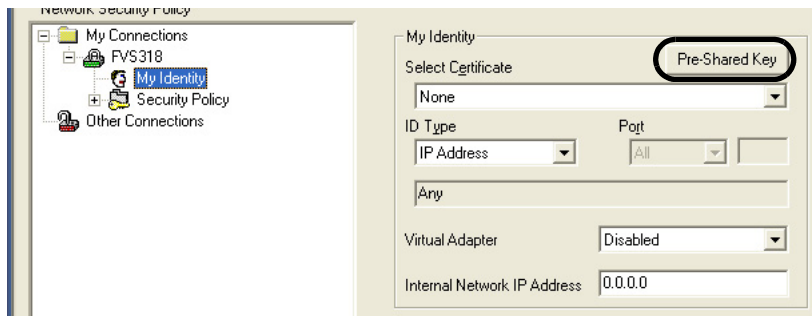 Network Security Policy
My Connections
FVS318
My Identity
Security Policy
Other Connections
My Identity
Pre-Shared Key
Select Certificate
None
ID Type
Port
IP Address
All
Any
Virtual Adapter
Disabled
Internal Network IP Address
0.0.0.0